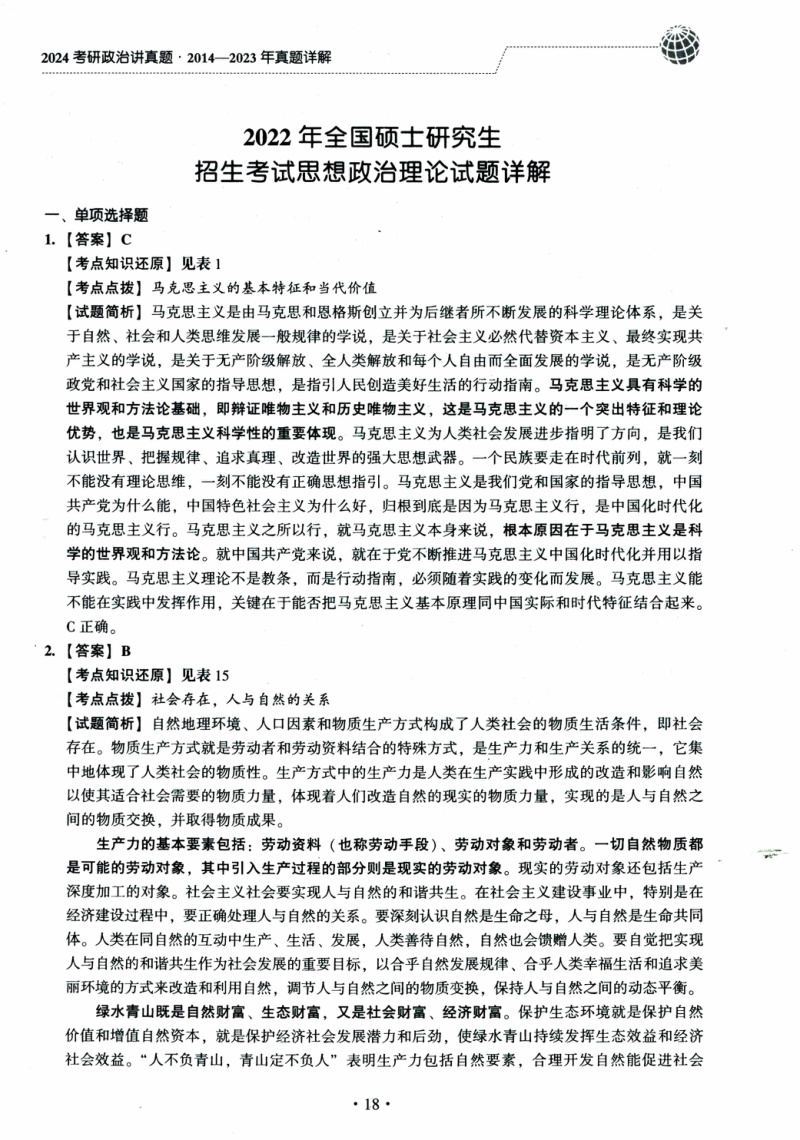 2024 考研政治讲真题·2014—2023 年真题详解
2022 年全国硕士研究生
招生考试思想政治理论试题详解
一、单项选择题
1. 【答案】C
【考点知识还原】见表 1
【考点点拨】马克思主义的基本特征和当代价值
【试题简析】马克思主义是由马克思和恩格斯创立并为后继者所不断发展的科学理论体系，是关
于自然、社会和人类思维发展一般规律的学说，是关于社会主义必然代替资本主义、最终实现共
产主义的学说，是关于无产阶级解放、全人类解放和每个人自由而全面发展的学说，是无产阶级
政党和社会主义国家的指导思想，是指引人民创造美好生活的行动指南。马克思主义具有科学的
世界观和方法论基础，即辩证唯物主义和历史唯物主义，这是马克思主义的一个突出特征和理论
优势，也是马克思主义科学性的重要体现。马克思主义为人类社会发展进步指明了方向，是我们
认识世界、把握规律、追求真理、改造世界的强大思想武器。一个民族要走在时代前列，就一刻
不能没有理论思维，一刻不能没有正确思想指引。马克思主义是我们党和国家的指导思想，中国
共产党为什么能，中国特色社会主义为什么好，归根到底是因为马克思主义行，是中国化时代化
的马克思主义行。马克思主义之所以行，就马克思主义本身来说，根本原因在于马克思主义是科
学的世界观和方法论。就中国共产党来说，就在于党不断推进马克思主义中国化时代化并用以指
导实践。马克思主义理论不是教条，而是行动指南，必须随着实践的变化而发展。马克思主义能
不能在实践中发挥作用，关键在于能否把马克思主义基本原理同中国实际和时代特征结合起来。
C 正确。
2. 【答案】B
【考点知识还原】见表 15
【考点点拨】社会存在，人与自然的关系
【试题简析】自然地理环境、人口因素和物质生产方式构成了人类社会的物质生活条件，即社会
存在。物质生产方式就是劳动者和劳动资料结合的特殊方式，是生产力和生产关系的统一，它集
中地体现了人类社会的物质性。生产方式中的生产力是人类在生产实践中形成的改造和影响自然
以使其适合社会需要的物质力量，体现着人们改造自然的现实的物质力量，实现的是人与自然之
间的物质交换，并取得物质成果。
生产力的基本要素包括：劳动资料（也称劳动手段）、劳动对象和劳动者。一切自然物质都
是可能的劳动对象，其中引入生产过程的部分则是现实的劳动对象。现实的劳动对象还包括生产
深度加工的对象。社会主义社会要实现人与自然的和谐共生。在社会主义建设事业中，特别是在
经济建设过程中，要正确处理人与自然的关系。要深刻认识自然是生命之母，人与自然是生命共同
体。人类在同自然的互动中生产、生活、发展，人类善待自然，自然也会馈赠人类。要自觉把实现
人与自然的和谐共生作为社会发展的重要目标，以合乎自然发展规律、合乎人类幸福生活和追求美
丽环境的方式来改造和利用自然，调节人与自然之间的物质变换，保持人与自然之间的动态平衡。
绿水青山既是自然财富、生态财富，又是社会财富、经济财富。保护生态环境就是保护自然
价值和增值自然资本，就是保护经济社会发展潜力和后劲，使绿水青山持续发挥生态效益和经济
社会效益。“人不负青山，青山定不负人”表明生产力包括自然要素，合理开发自然能促进社会
·18·